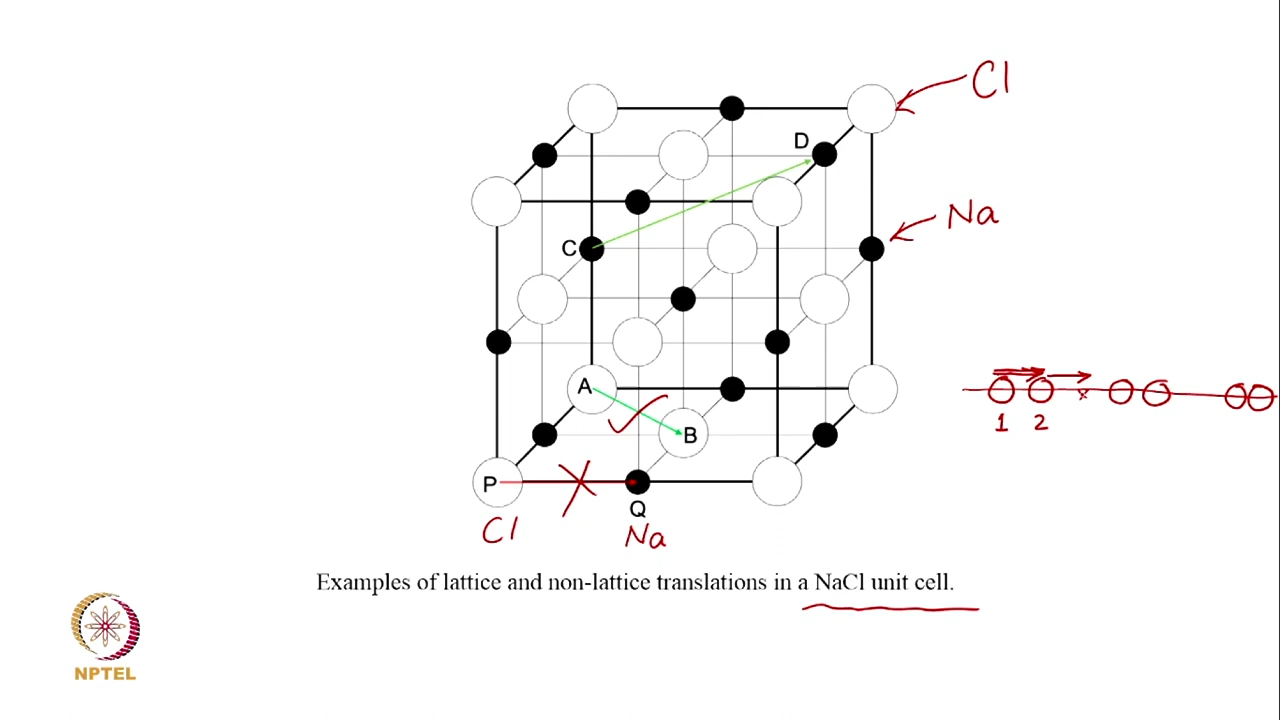 Cl
D
Na
C
A
B
1 2
P
Q
Cl
Na
Examples of lattice and non-lattice translations in a NaCl unit cell.
NPTEL